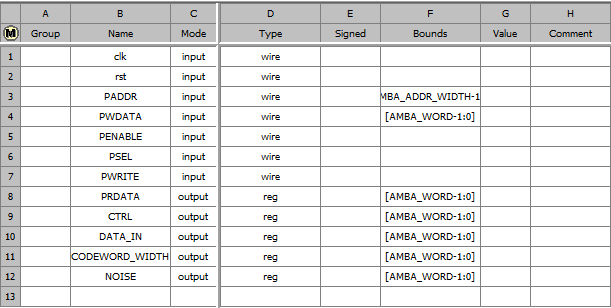 A B C D E F G H
M Group Name Mode Type Signed Bounds Value Comment
1 clk input wire
2 rst input wire
3 PADDR input wire MBA_ADDR_WIDTH-1
4 PWDATA input wire [AMBA_WORD-1:0]
5 PENABLE input wire
6 PSEL input wire
7 PWRITE input wire
8 PRDATA output reg [AMBA_WORD-1:0]
9 CTRL output reg [AMBA_WORD-1:0]
10 DATA_IN output reg [AMBA_WORD-1:0]
11 CODEWORD_WIDTH output reg [AMBA_WORD-1:0]
12 NOISE output reg [AMBA_WORD-1:0]
13